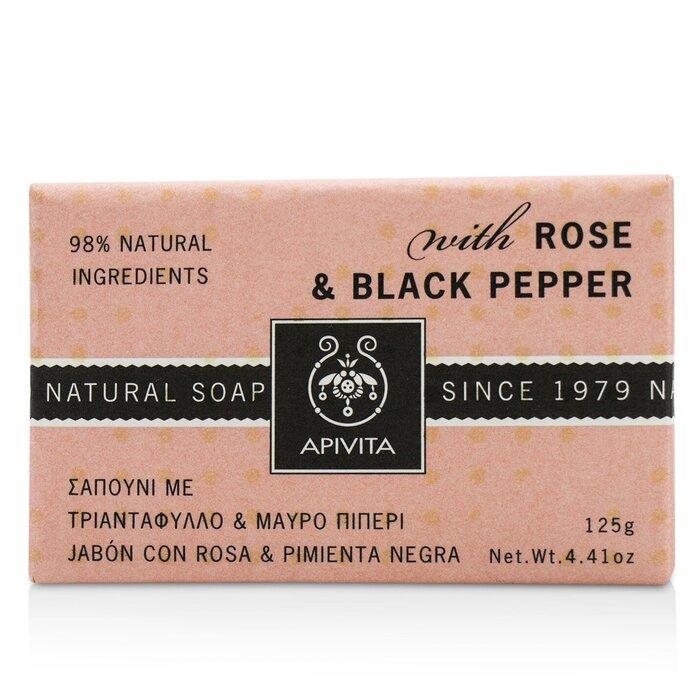 98% NATURAL
INGREDIENTS
with ROSE
& BLACK PEPPER
NATURAL SOAP
SINCE 1979 NA
APIVITA
ΣΑΠΟΥΝΙ ΜΕ
ΤΡΙΑΝΤΑΦΥΛΛΟ & ΜΑΥΡΟ ΠΙΠΕΡΙ
JABÓN CON ROSA & PIMIENTA NEGRA
125g
Net.Wt.4.41oz